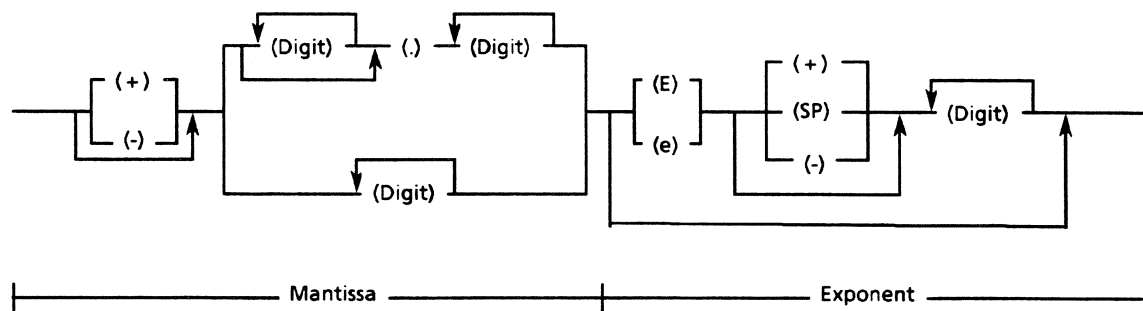 (Digit) (.) (Digit)
(+) (E) (+)
(SP) (Digit)
(-) (e) (-)
(Digit)
Mantissa Exponent